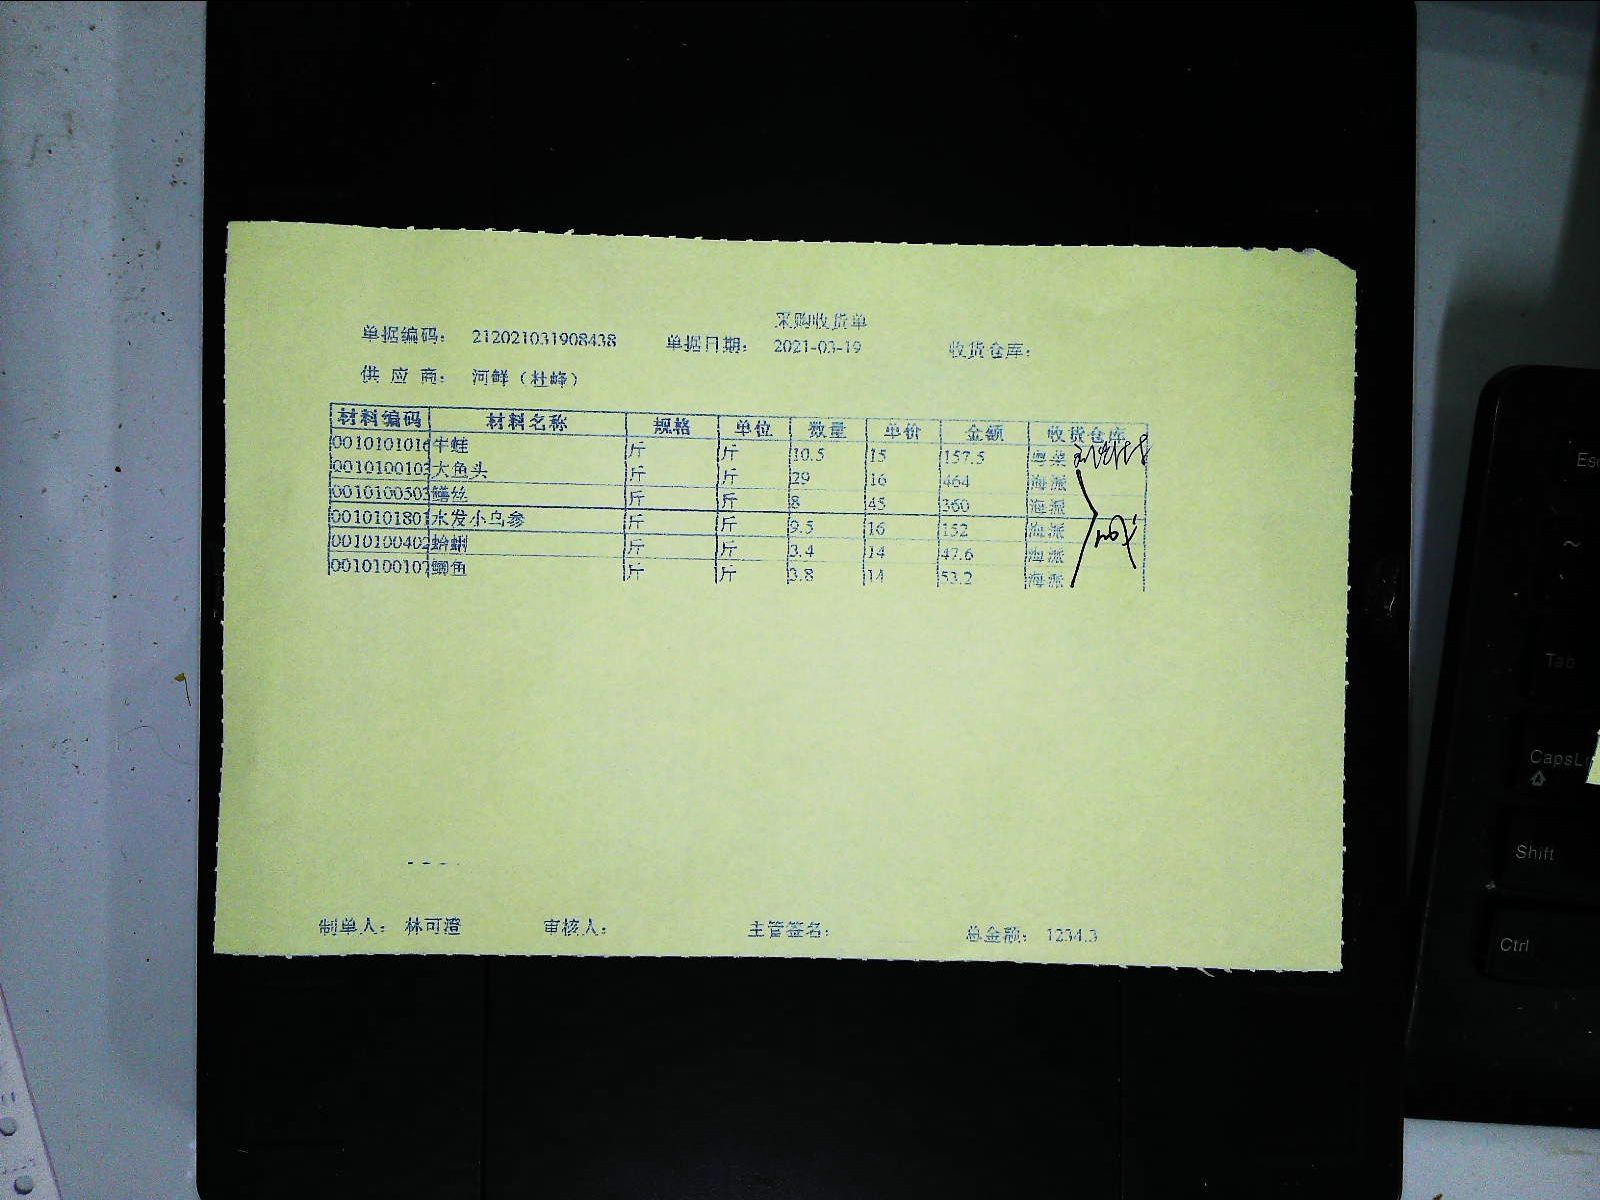 采购收货单
单据编码： 212021031908438 单据日期： 2021-03-19 收货仓库：
供 应 商： 河鲜（杜峰）
材料编码 材料名称 规格 单位 数量 单价 金额 收货仓库
0010101016 牛蛙 斤 斤 10.5 15 157.5 粤菜
0010100103 大鱼头 斤 斤 29 16 464 海派
0010100503 鳝丝 斤 斤 8 45 360 海派
0010101801 水发小乌参 斤 斤 9.5 16 152 海派
0010100402 蛤蜊 斤 斤 3.4 14 47.6 海派
0010100107 鲫鱼 斤 斤 3.8 14 53.2 海派
制单人： 林可澄 审核人： 主管签名： 总金额： 1234.3
Esc
~
Tab
CapsL
Shift
Ctrl